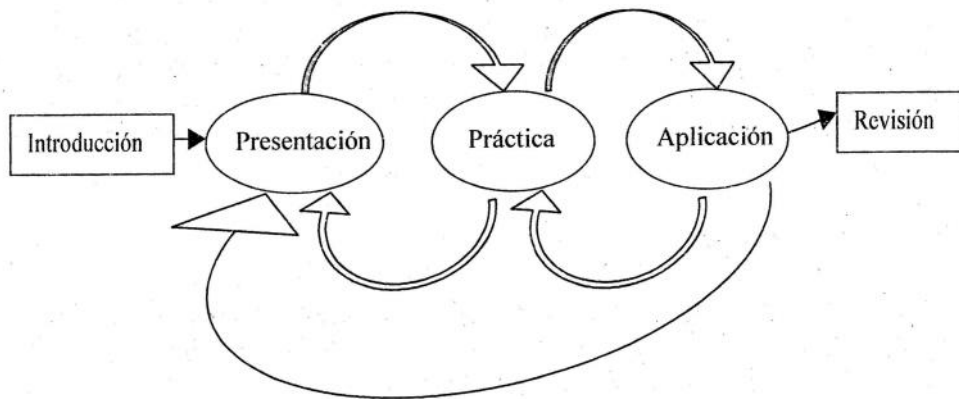 Introducción
Presentación
Práctica
Aplicación
Revisión